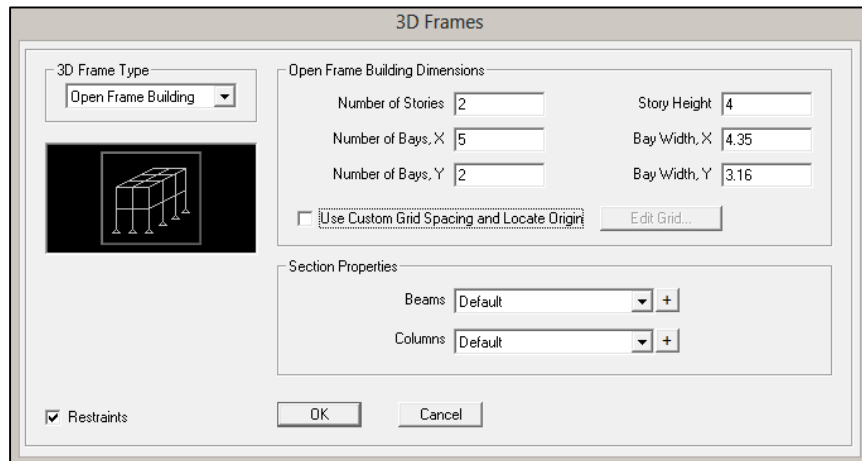 3D Frames
3D Frame Type
Open Frame Building
Open Frame Building Dimensions
Number of Stories 2 Story Height 4
Number of Bays, X 5 Bay Width, X 4.35
Number of Bays, Y 2 Bay Width, Y 3.16
Use Custom Grid Spacing and Locate Origin Edit Grid...
Section Properties
Beams Default +
Columns Default +
Restraints OK Cancel